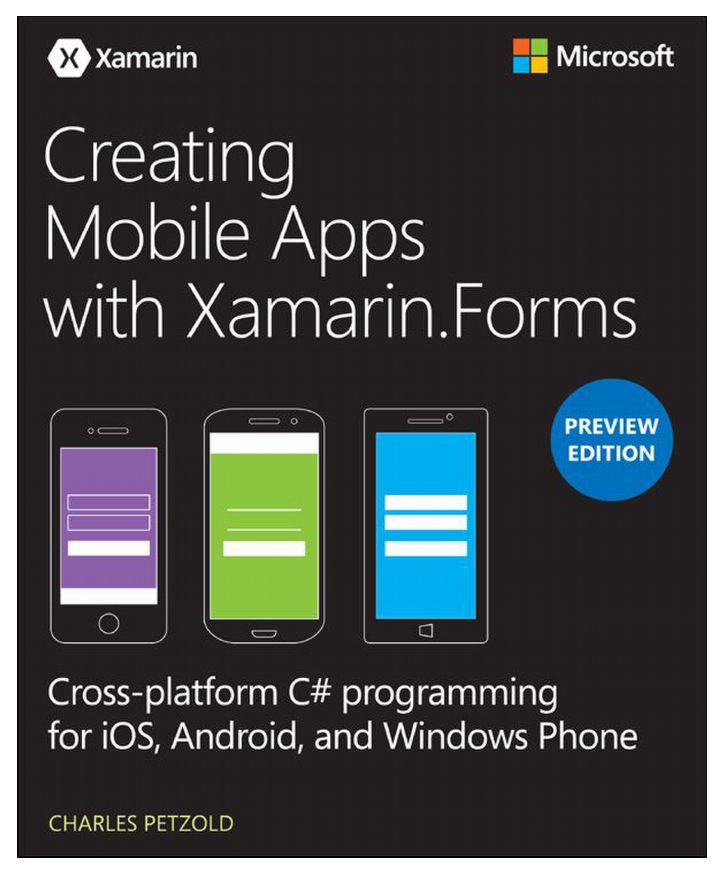 Xamarin
Microsoft
Creating
Mobile Apps
with Xamarin.Forms
PREVIEW
EDITION
Cross-platform C# programming
for iOS, Android, and Windows Phone
CHARLES PETZOLD